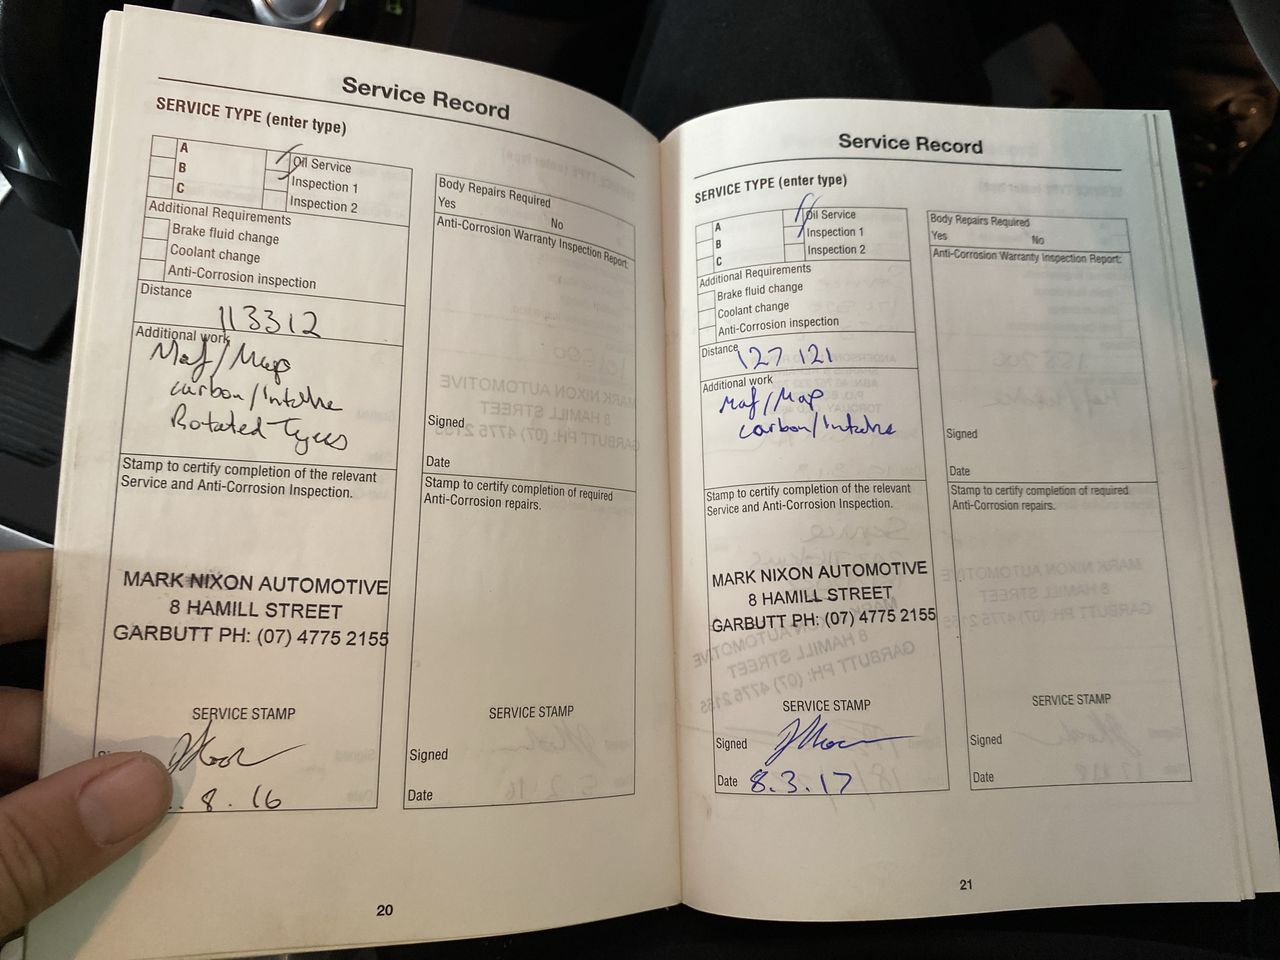 Service Record
SERVICE TYPE (enter type)
A
B
C
Oil Service
Inspection 1
Inspection 2
Additional Requirements
Brake fluid change
Coolant change
Anti-Corrosion inspection
Distance
113312
Additional work
Maf/Map
carbon/Intake
Rotated Tyres
Stamp to certify completion of the relevant
Service and Anti-Corrosion Inspection.
MARK NIXON AUTOMOTIVE
8 HAMILL STREET
GARBUTT PH: (07) 4775 2155
SERVICE STAMP
Signed
8.16
Body Repairs Required
Yes No
Anti-Corrosion Warranty Inspection Report:
Signed
Date
Stamp to certify completion of required
Anti-Corrosion repairs.
SERVICE STAMP
Signed
Date
20
Service Record
SERVICE TYPE (enter type)
A
B
C
Oil Service
Inspection 1
Inspection 2
Additional Requirements
Brake fluid change
Coolant change
Anti-Corrosion inspection
Distance 127 121
Additional work
Maf/Map
carbon/Intake
Stamp to certify completion of the relevant
Service and Anti-Corrosion Inspection.
MARK NIXON AUTOMOTIVE
8 HAMILL STREET
GARBUTT PH: (07) 4775 2155
SERVICE STAMP
Signed
Date 8.3.17
Body Repairs Required
Yes No
Anti-Corrosion Warranty Inspection Report:
Signed
Date
Stamp to certify completion of required
Anti-Corrosion repairs.
SERVICE STAMP
Signed
Date
21